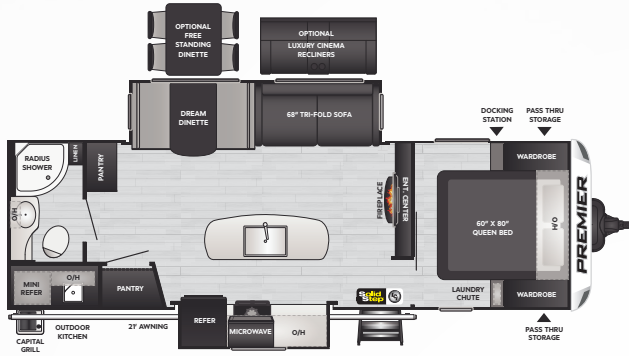 OPTIONAL
FREE
STANDING
DINETTE
OPTIONAL
LUXURY CINEMA
RECLINERS
DREAM
DINETTE
68" TRI-FOLD SOFA
DOCKING
STATION
PASS THRU
STORAGE
RADIUS
SHOWER
LINEN
PANTRY
WARDROBE
FIREPLACE
ENT. CENTER
60" X 80"
QUEEN BED
O/H
PREMIER
O/H
MINI
REFER
O/H
PANTRY
Solid
Step
LAUNDRY
CHUTE
WARDROBE
CAPITAL
GRILL
OUTDOOR
KITCHEN
21' AWNING
REFER
MICROWAVE
O/H
PASS THRU
STORAGE